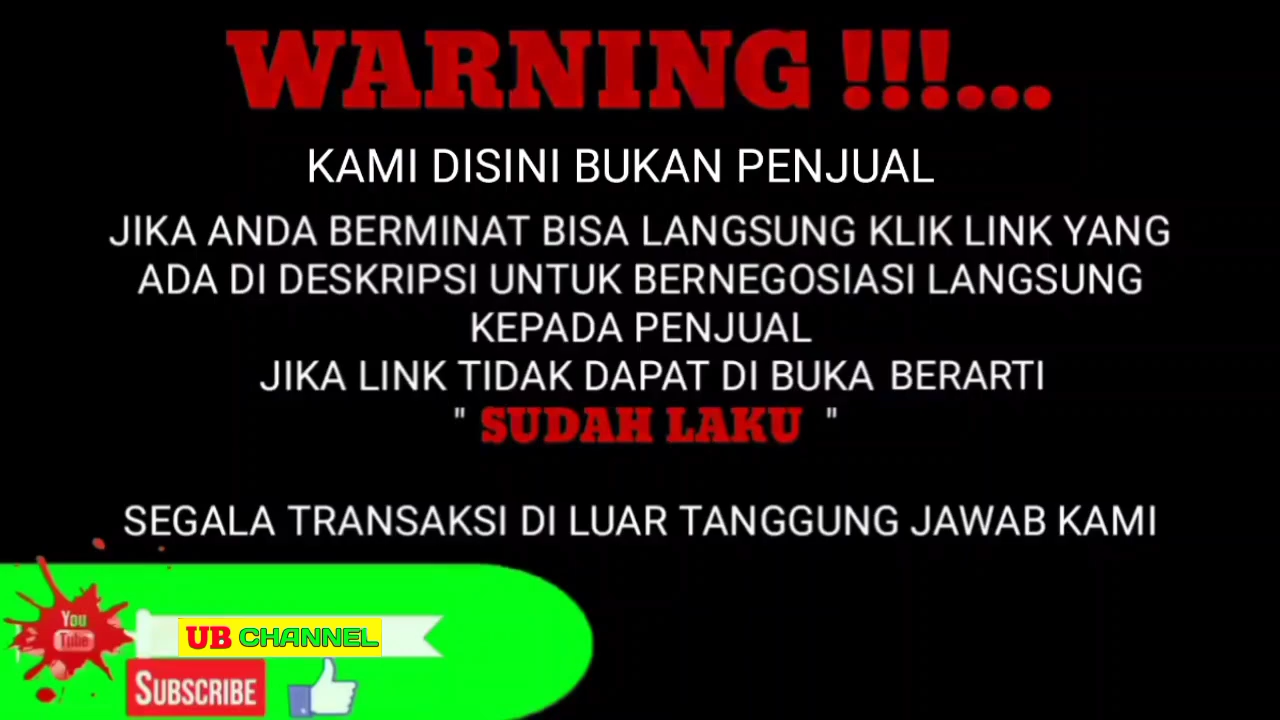 WARNING !!!...
KAMI DISINI BUKAN PENJUAL
JIKA ANDA BERMINAT BISA LANGSUNG KLIK LINK YANG
ADA DI DESKRIPSI UNTUK BERNEGOSIASI LANGSUNG
KEPADA PENJUAL
JIKA LINK TIDAK DAPAT DI BUKA BERARTI
" SUDAH LAKU "
SEGALA TRANSAKSI DI LUAR TANGGUNG JAWAB KAMI
You
Tube
UB CHANNEL
SUBSCRIBE